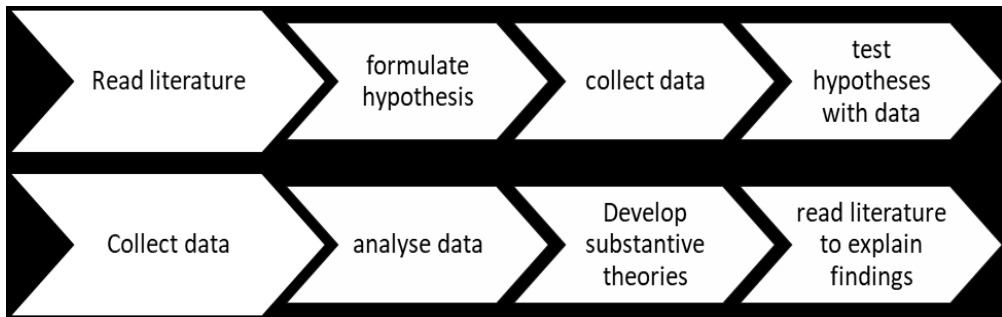 Read literature
formulate
hypothesis
collect data
test
hypotheses
with data
Collect data
analyse data
Develop
substantive
theories
read literature
to explain
findings